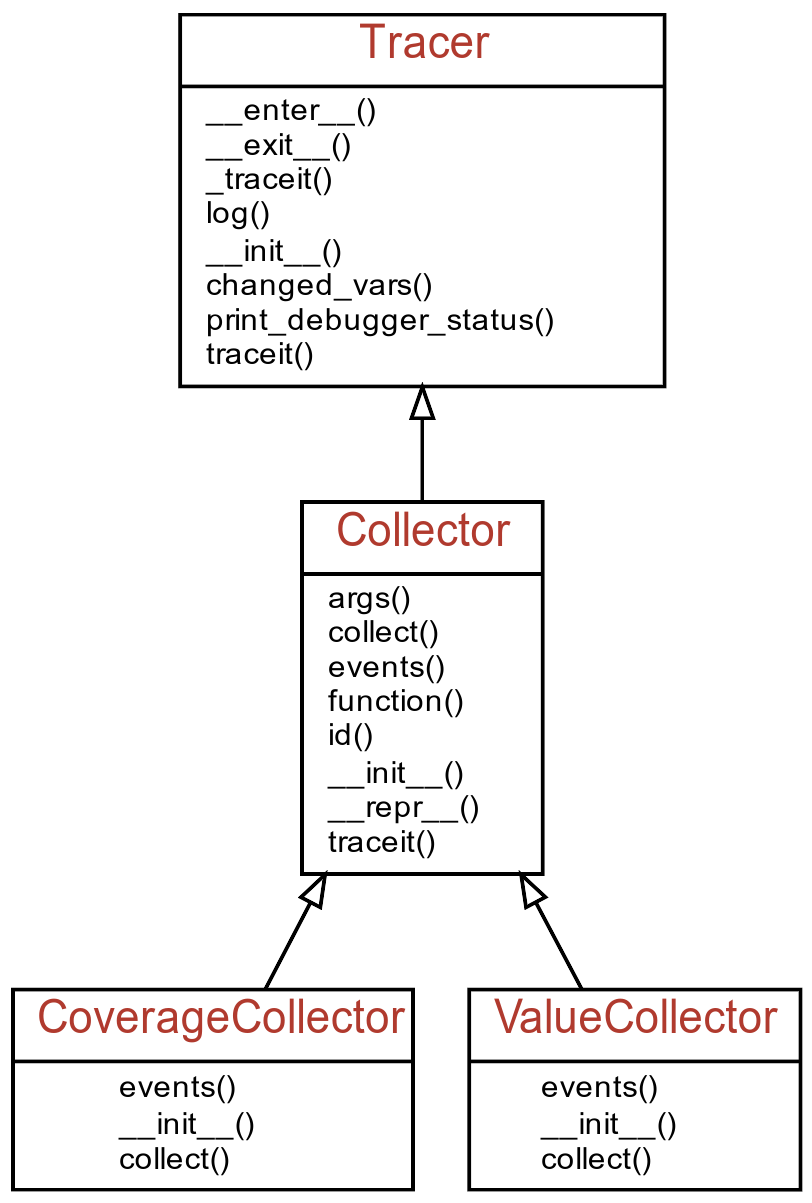 Tracer
__enter__()
__exit__()
_traceit()
log()
__init__()
changed_vars()
print_debugger_status()
traceit()
Collector
args()
collect()
events()
function()
id()
__init__()
__repr__()
traceit()
CoverageCollector
events()
__init__()
collect()
ValueCollector
events()
__init__()
collect()